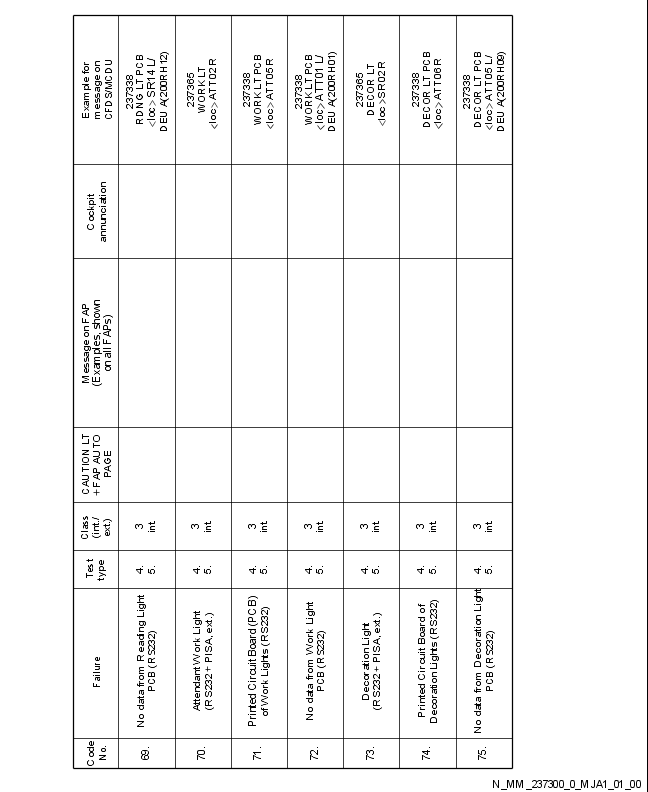 Code
No.
Failure
Test
type
Class
(int./
ext.)
CAUTION LT
+ FAP AUTO
PAGE
Message on FAP
(Examples, shown
on all FAPs)
Cockpit
annunciation
Example for
message on
CFDS/MCDU
69.
No data from Reading Light
PCB (RS232)
4.
5.
3
int
237338
RDNG LT PCB
<loc> SR14 L/
DEU A(200RH12)
70.
Attendant Work Light
(RS232 + PISA, ext.)
4.
5.
3
int
237365
WORK LT
<loc> ATT02 R
71.
Printed Circuit Board (PCB)
of Work Lights (RS232)
4.
5.
3
int
237338
WORK LT PCB
<loc> ATT05 R
72.
No data from Work Light
PCB (RS232)
4.
5.
3
int
237338
WORK LT PCB
<loc> ATT01 L/
DEU A(200RH01)
73.
Decoration Light
(RS232 + PISA, ext.)
4.
5.
3
int
237365
DECOR LT
<loc> SR02 R
74.
Printed Circuit Board of
Decoration Lights (RS232)
4.
5.
3
int
237338
DECOR LT PCB
<loc> ATT06 R
75.
No data from Decoration Light
PCB (RS232)
4.
5.
3
int
237338
DECOR LT PCB
<loc> ATT05 L/
DEU A(200RH09)
N_MM_237300_0_MJA1_01_00